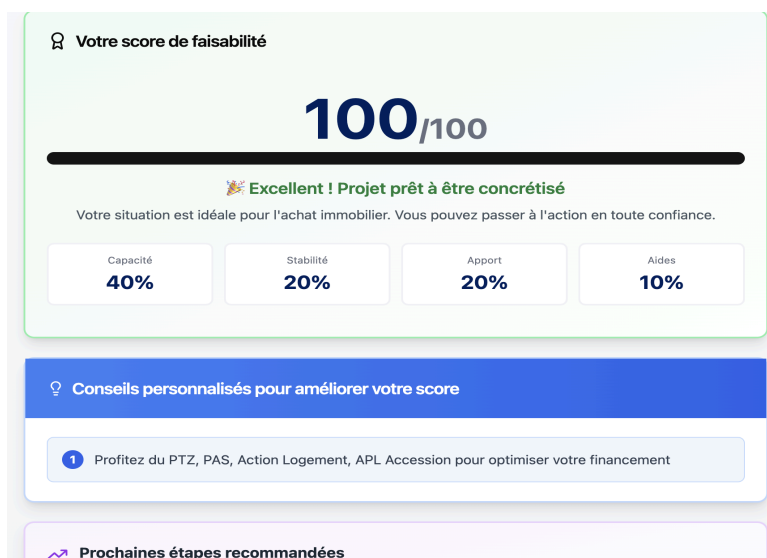 Votre score de faisabilité
100/100
🎉 Excellent ! Projet prêt à être concrétisé
Votre situation est idéale pour l'achat immobilier. Vous pouvez passer à l'action en toute confiance.
Capacité
40%
Stabilité
20%
Apport
20%
Aides
10%
Conseils personnalisés pour améliorer votre score
1 Profitez du PTZ, PAS, Action Logement, APL Accession pour optimiser votre financement
Prochaines étapes recommandées